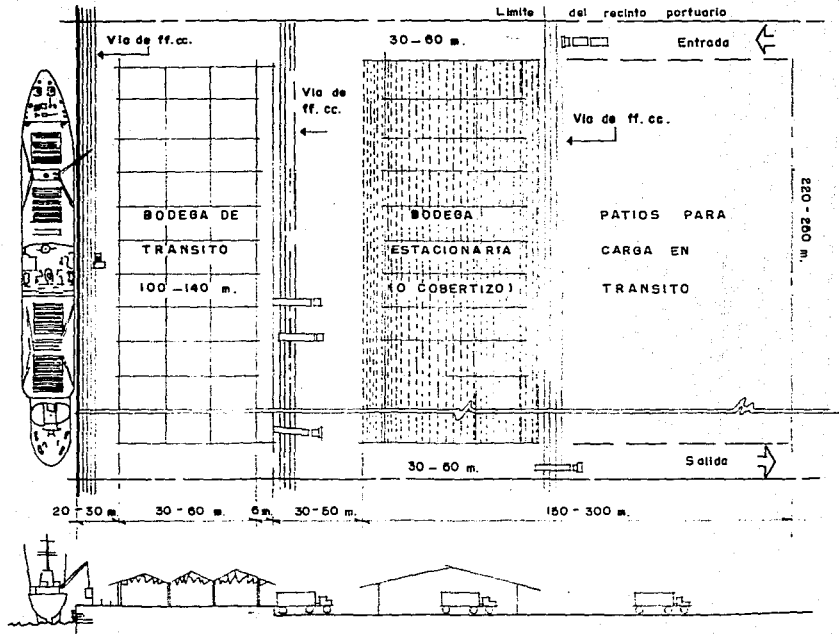 Limite del recinto portuario
Via de ff.cc.
30-60 m.
Entrada
Via de ff. cc.
Via de ff. cc.
220-250 m.
BODEGA DE
TRANSITO
100-140 m.
BODEGA
ESTACIONARIA
(O COBERTIZO)
PATIOS PARA
CARGA EN
TRANSITO
30-60 m.
Salida
20-30 m.
30-60 m.
6 m.
30-50 m.
150-300 m.